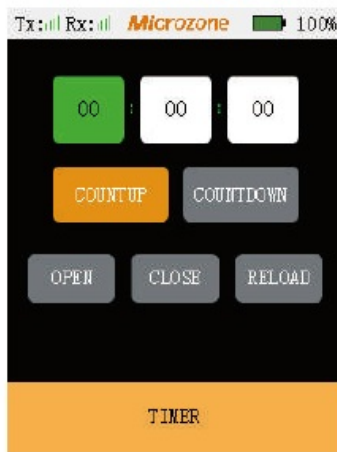 Tx: Rx: Microzone 100%
00 : 00 : 00
COUNTUP COUNTDOWN
OPEN CLOSE RELOAD
TIMER